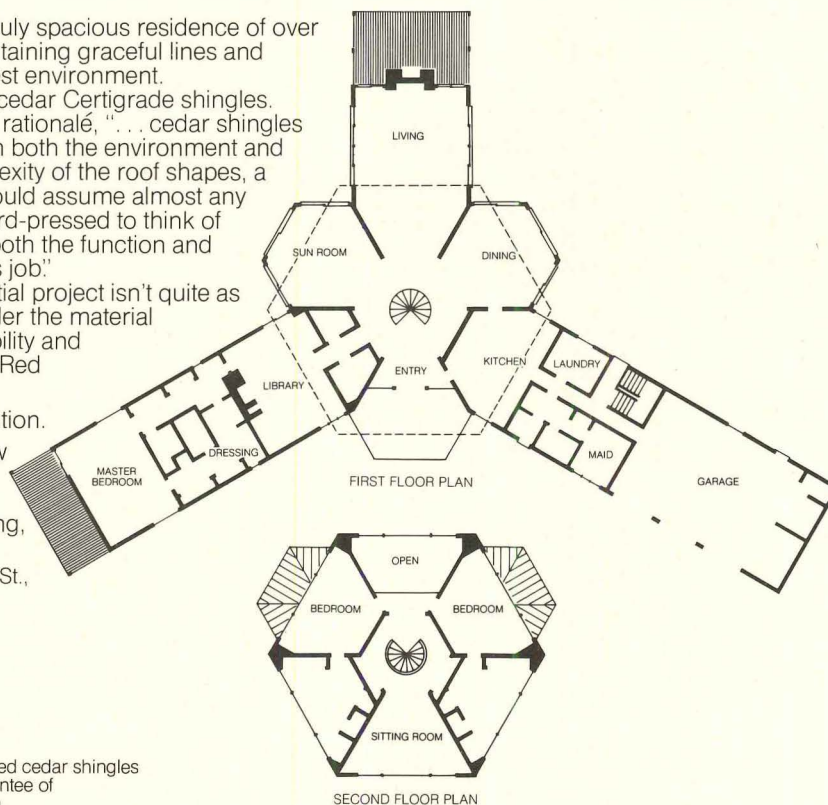 uly spacious residence of over
taining graceful lines and
est environment.
cedar Certigrade shingles.
rationalé, “... cedar shingles
n both the environment and
exity of the roof shapes, a
ould assume almost any
rd-pressed to think of
oth the function and
s job.”
tial project isn't quite as
ler the material
bility and
Red
tion.
w
ng,
St.,
ed cedar shingles
ntee of
LIVING
SUN ROOM
DINING
ENTRY
KITCHEN
LAUNDRY
LIBRARY
DRESSING
MAID
MASTER
BEDROOM
GARAGE
FIRST FLOOR PLAN
OPEN
BEDROOM
BEDROOM
SITTING ROOM
SECOND FLOOR PLAN